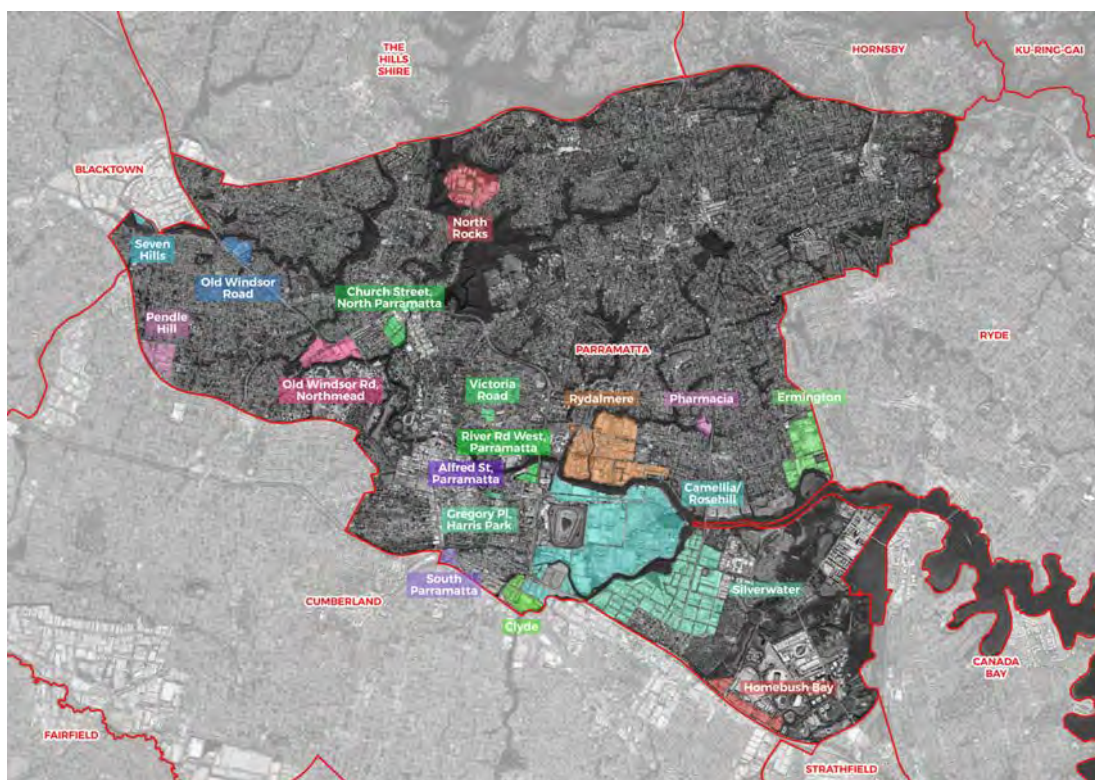 THE
HILLS
SHIRE
HORNSBY
KU-RING-GAI
BLACKTOWN
North
Rocks
Seven
Hills
Old Windsor
Road
Church Street,
North Parramatta
Pendle
Hill
RYDE
PARRAMATTA
Old Windsor Rd,
Northmead
Victoria
Road
Rydalmere
Pharmacia
Ermington
River Rd West,
Parramatta
Alfred St,
Parramatta
Camellia/
Rosehill
Gregory Pl,
Harris Park
South
Parramatta
Silverwater
CUMBERLAND
Clyde
CANADA
BAY
Homebush Bay
FAIRFIELD
STRATHFIELD